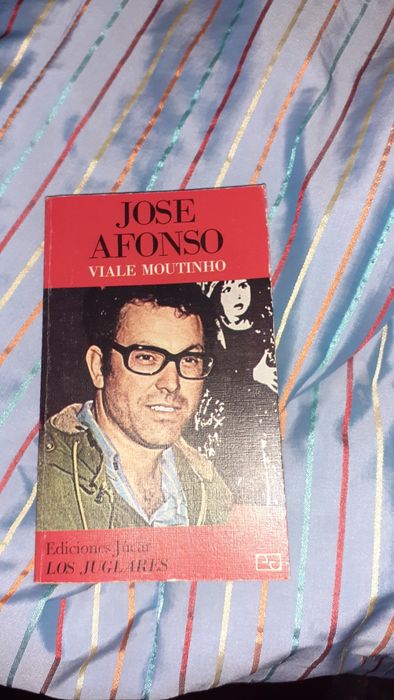 JOSE
AFONSO
VIALE MOUTINHO
Ediciones Júcar
LOS JUGLARES